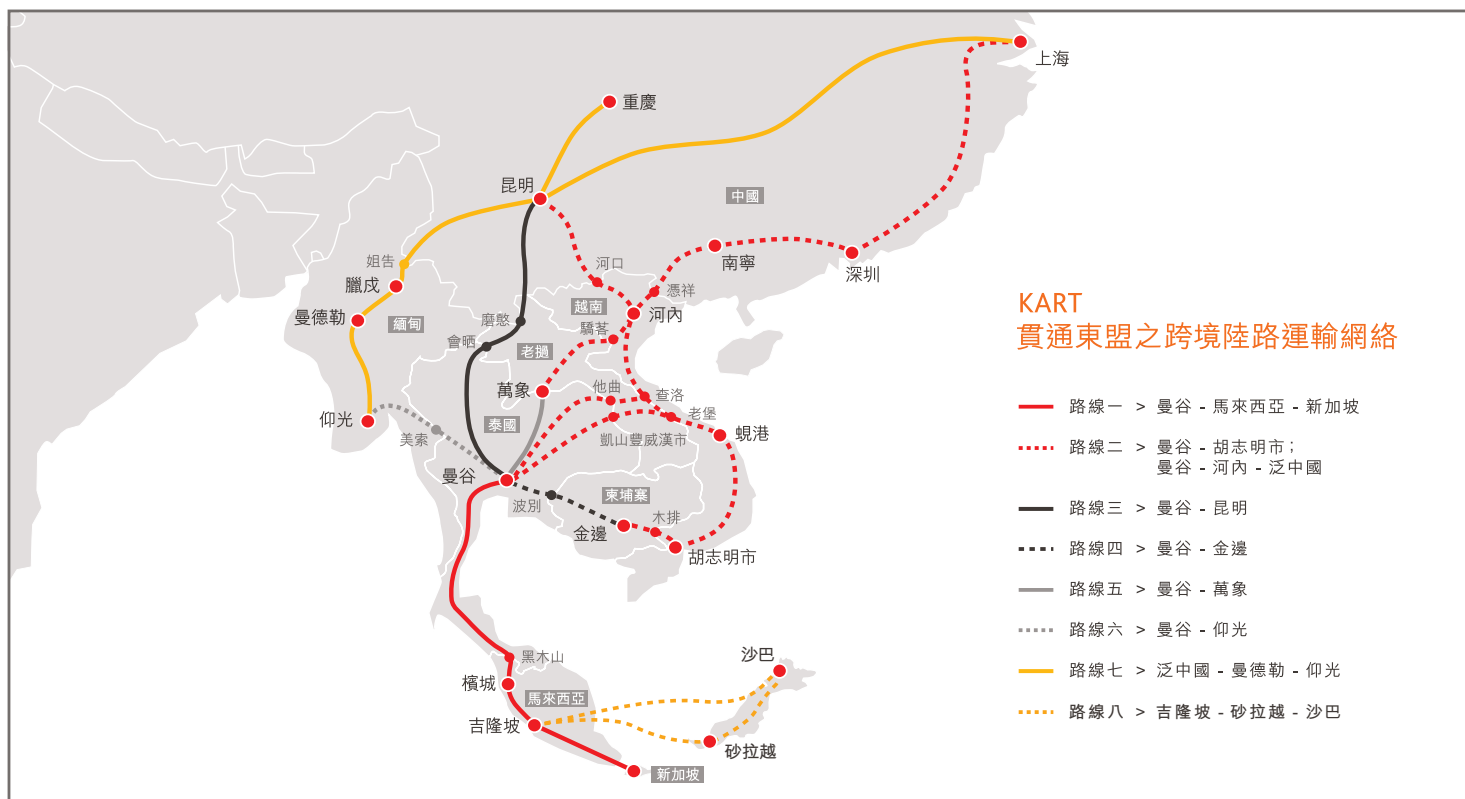 上海
重慶
昆明
中國
姐告
河口
南寧
深圳
臘戍
憑祥
越南
河內
曼德勒
緬甸
磨憨
驕茖
會晒
老撾
萬象
他曲
查洛
老堡
仰光
泰國
美索
凱山豐威漢市
蜆港
曼谷
波別
柬埔寨
金邊
木排
胡志明市
黑木山
沙巴
檳城
馬來西亞
吉隆坡
砂拉越
新加坡
KART
貫通東盟之跨境陸路運輸網絡
路線一 > 曼谷 - 馬來西亞 - 新加坡
路線二 > 曼谷 - 胡志明市；
曼谷 - 河內 - 泛中國
路線三 > 曼谷 - 昆明
路線四 > 曼谷 - 金邊
路線五 > 曼谷 - 萬象
路線六 > 曼谷 - 仰光
路線七 > 泛中國 - 曼德勒 - 仰光
路線八 > 吉隆坡 - 砂拉越 - 沙巴